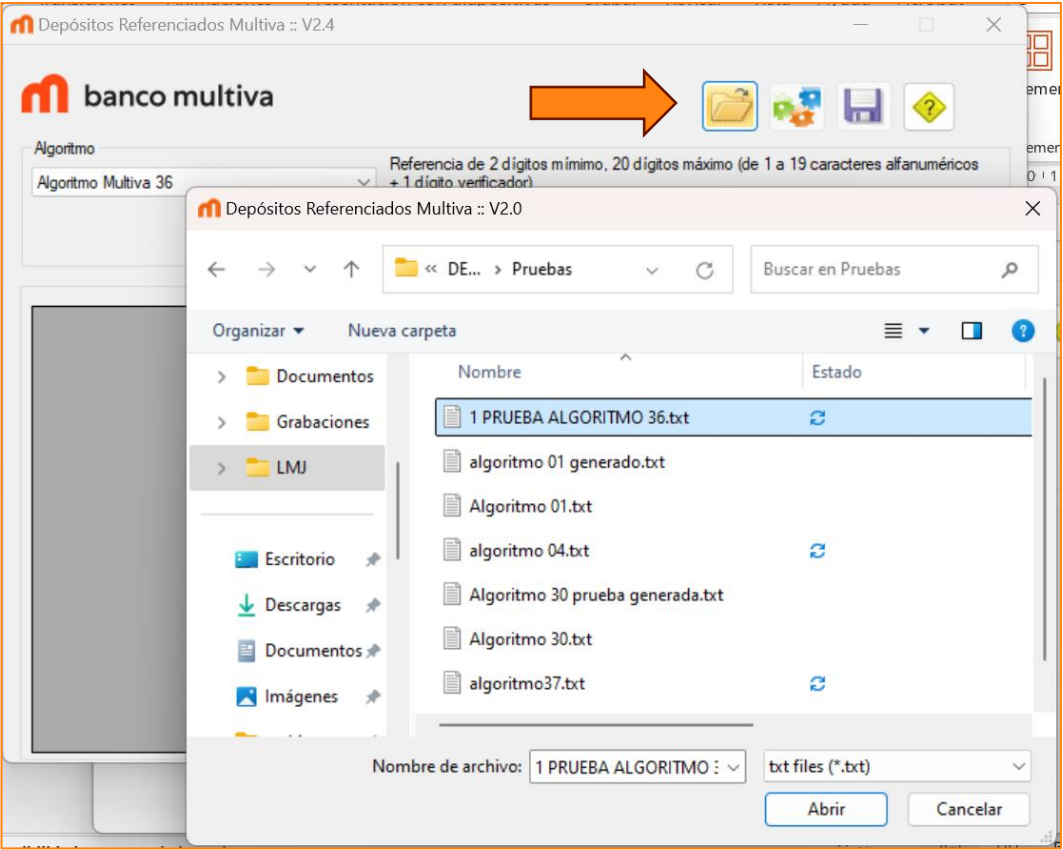 Depósitos Referenciados Multiva :: V2.4
banco multiva
Algoritmo
Algoritmo Multiva 36
Referencia de 2 dígitos mímimo, 20 dígitos máximo (de 1 a 19 caracteres alfanuméricos
+ 1 dígito verificador)
Depósitos Referenciados Multiva :: V2.0
« DE... > Pruebas
Buscar en Pruebas
Organizar
Nueva carpeta
Nombre
Estado
Documentos
Grabaciones
LMJ
Escritorio
Descargas
Documentos
Imágenes
1 PRUEBA ALGORITMO 36.txt
algoritmo 01 generado.txt
Algoritmo 01.txt
algoritmo 04.txt
Algoritmo 30 prueba generada.txt
Algoritmo 30.txt
algoritmo37.txt
Nombre de archivo:
1 PRUEBA ALGORITMO
txt files (*.txt)
Abrir
Cancelar